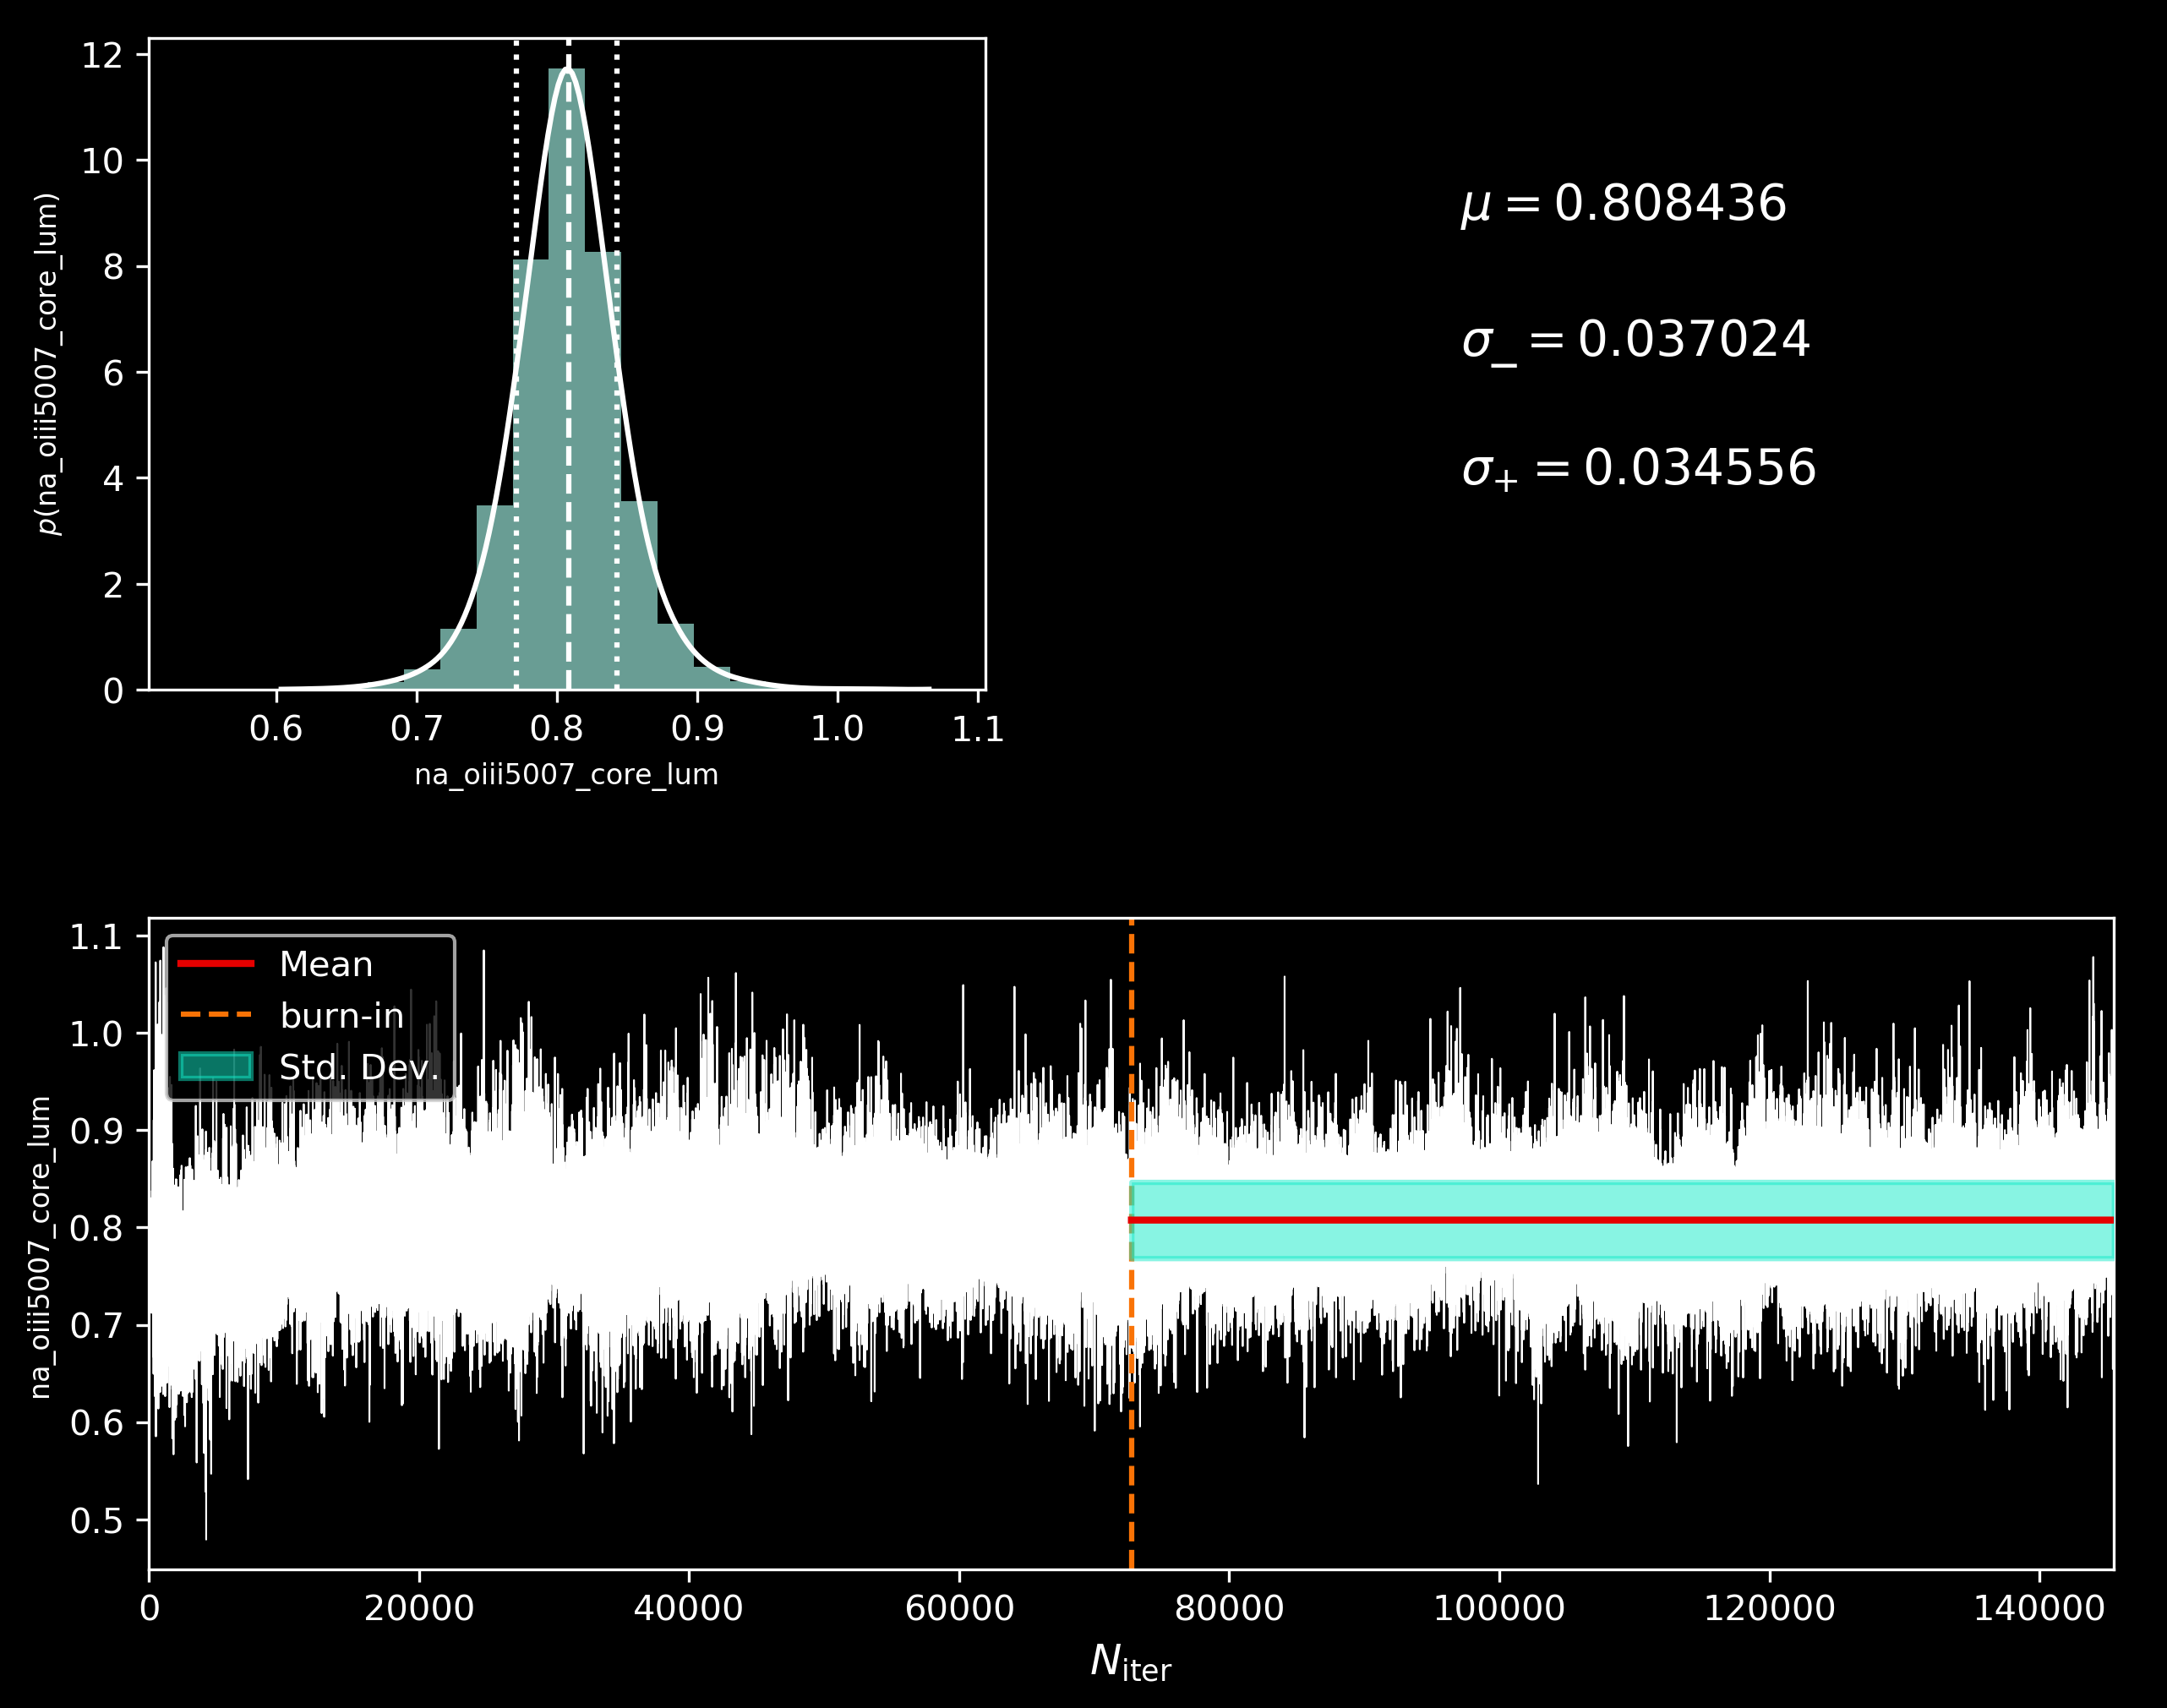 12
10
8
6
4
2
0
p(na_oiii5007_core_lum)
0.6 0.7 0.8 0.9 1.0 1.1
na_oiii5007_core_lum
μ = 0.808436
σ₋ = 0.037024
σ₊ = 0.034556
1.1
1.0
0.9
0.8
0.7
0.6
0.5
na_oiii5007_core_lum
Mean
burn-in
Std. Dev.
0 20000 40000 60000 80000 100000 120000 140000
N_iter